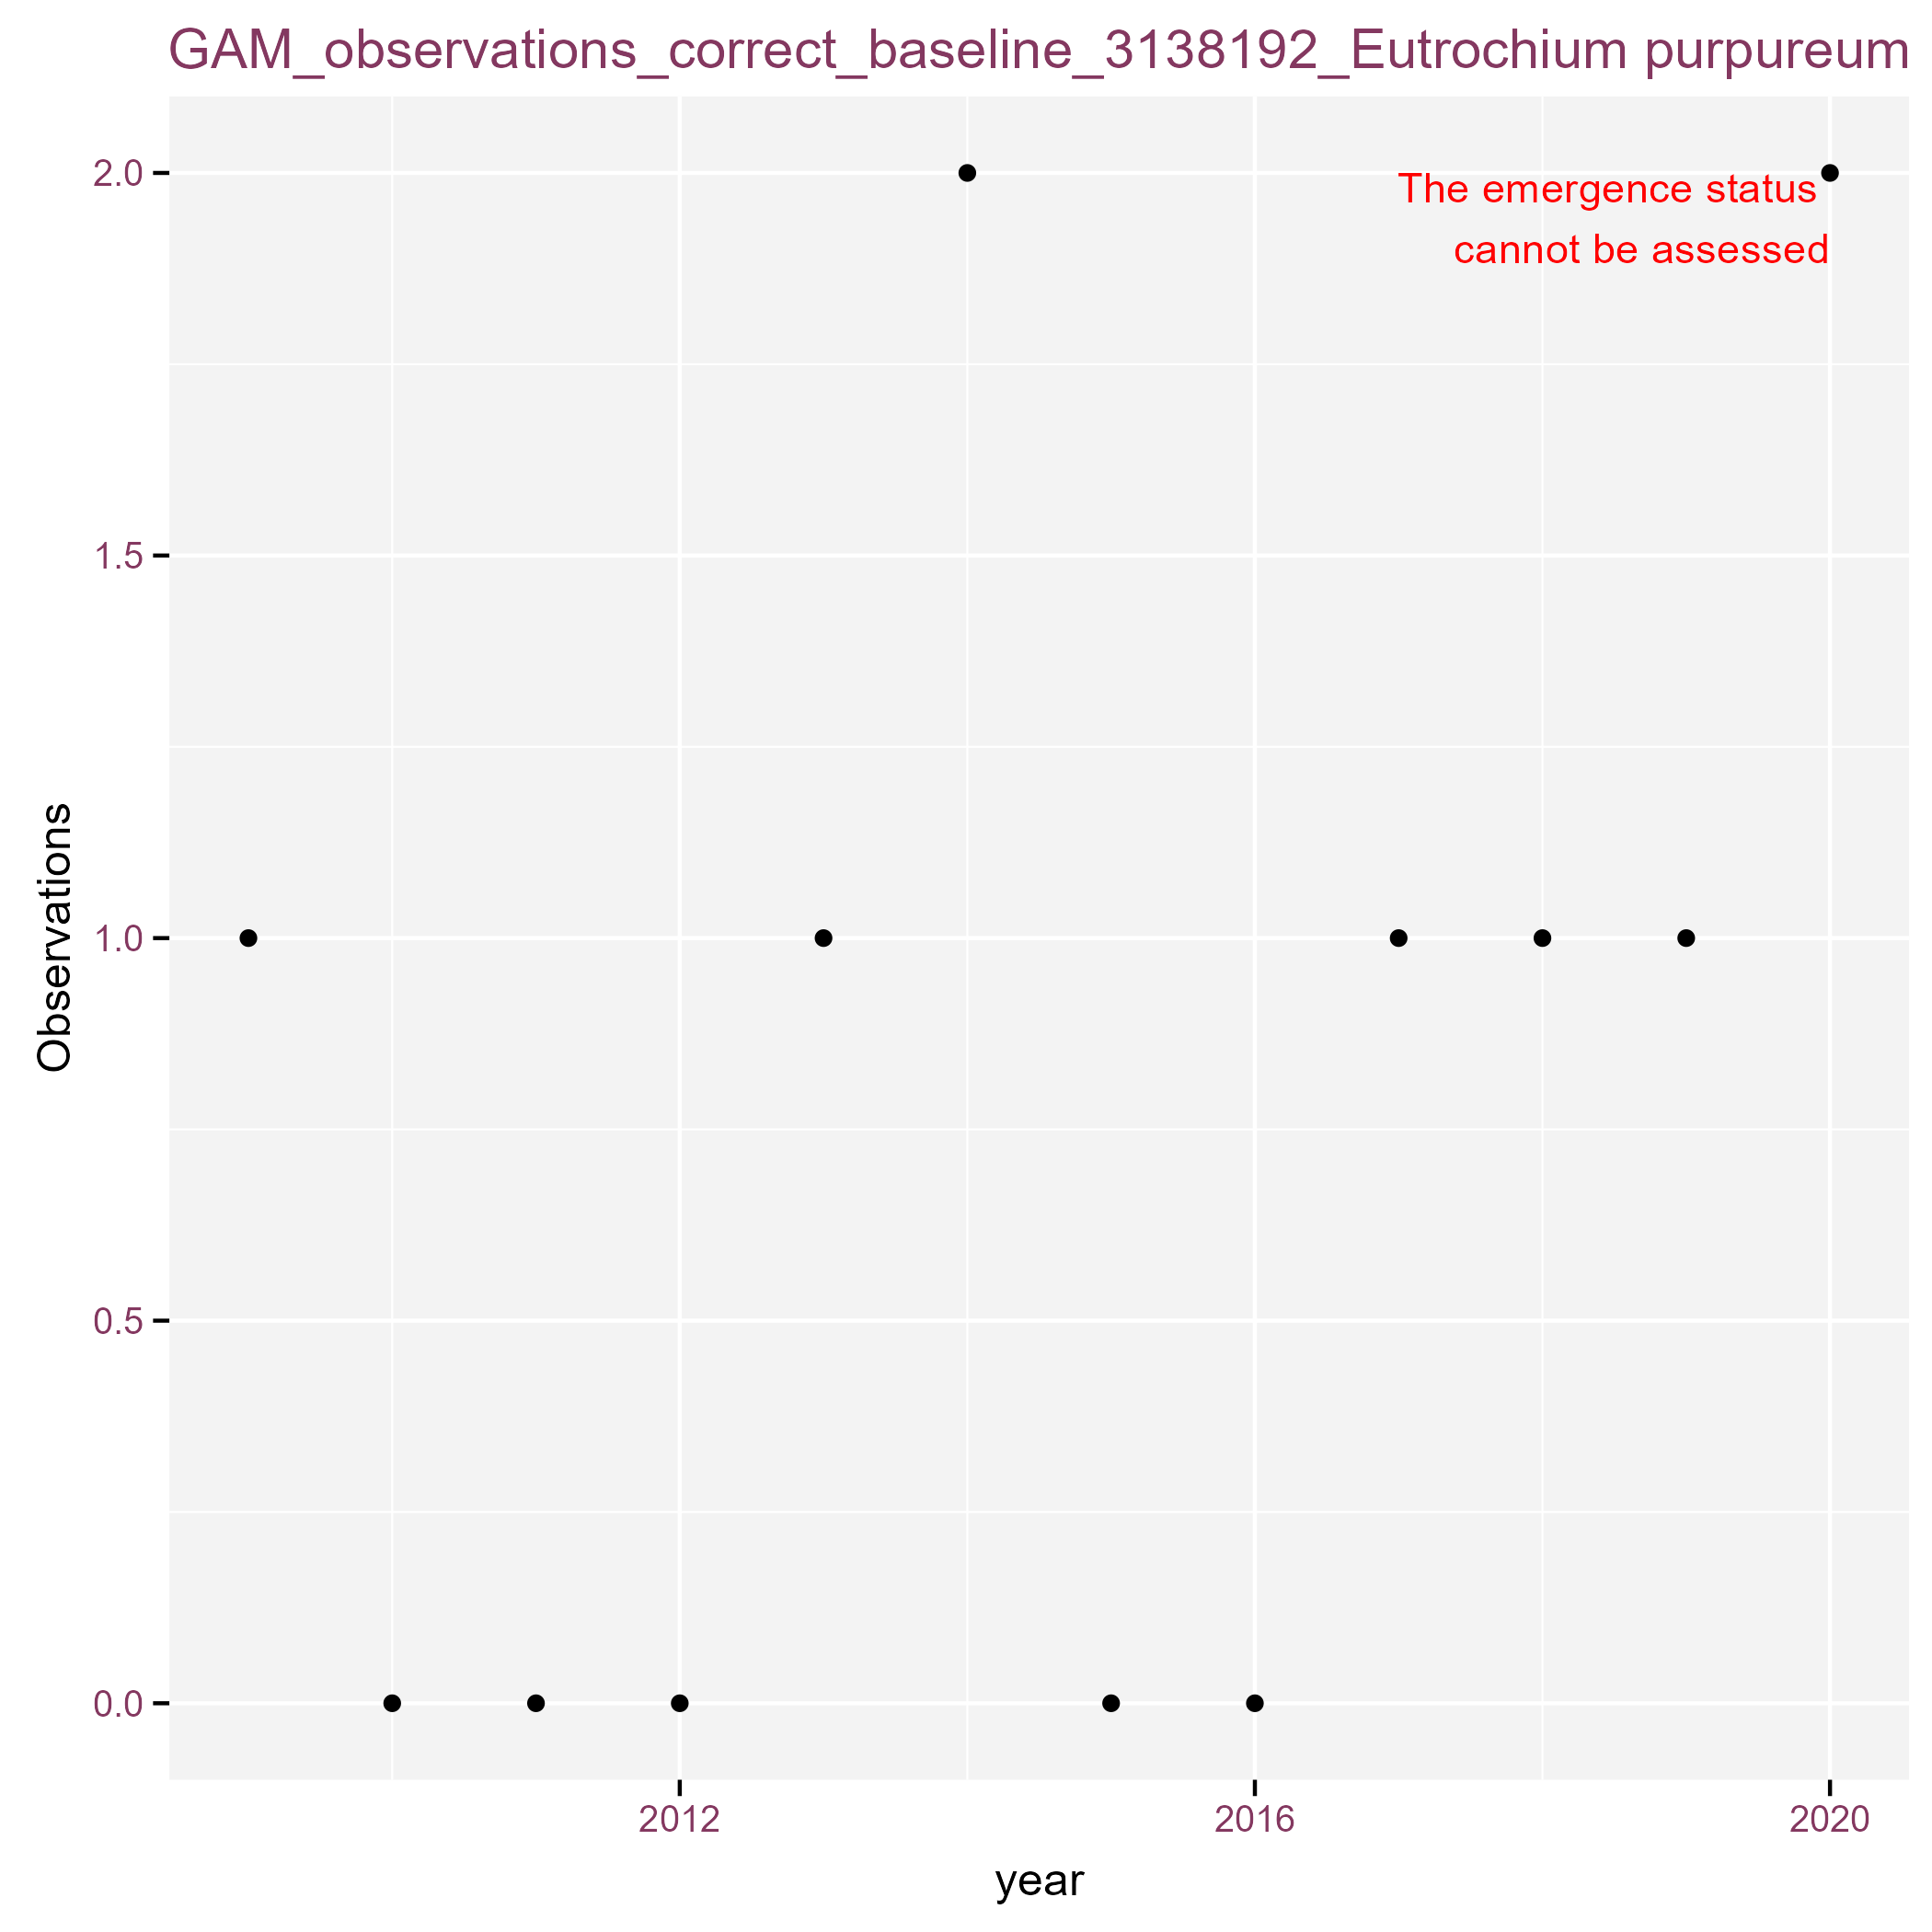 GAM_observations_correct_baseline_3138192_Eutrochium purpureum
The emergence status
cannot be assessed
2.0
1.5
1.0
0.5
0.0
Observations
2012
2016
2020
year